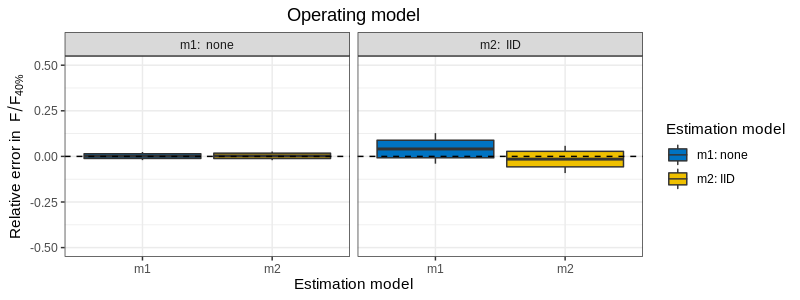 Operating model
m1: none
m2: IID
Relative error in F/F40%
0.50
0.25
0.00
-0.25
-0.50
m1
m2
m1
m2
Estimation model
Estimation model
m1: none
m2: IID